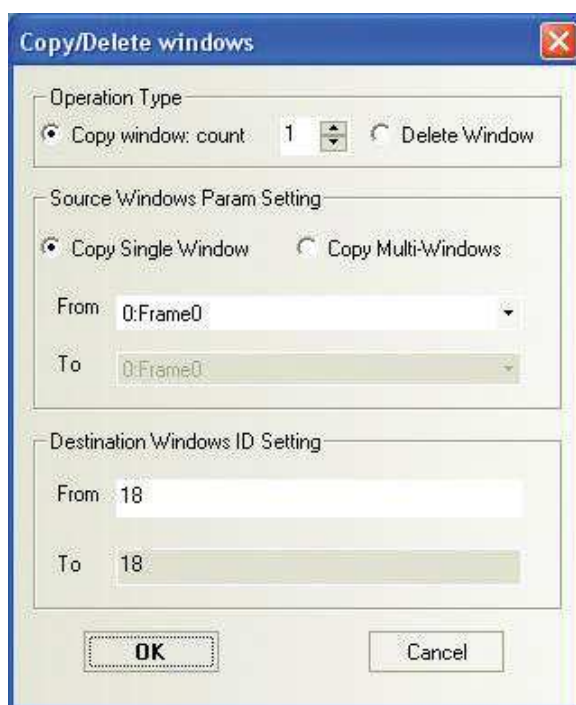 Copy/Delete windows
Operation Type
Copy window: count 1 Delete Window
Source Windows Param Setting
Copy Single Window Copy Multi-Windows
From 0:Frame0
To 0:Frame0
Destination Windows ID Setting
From 18
To 18
OK Cancel